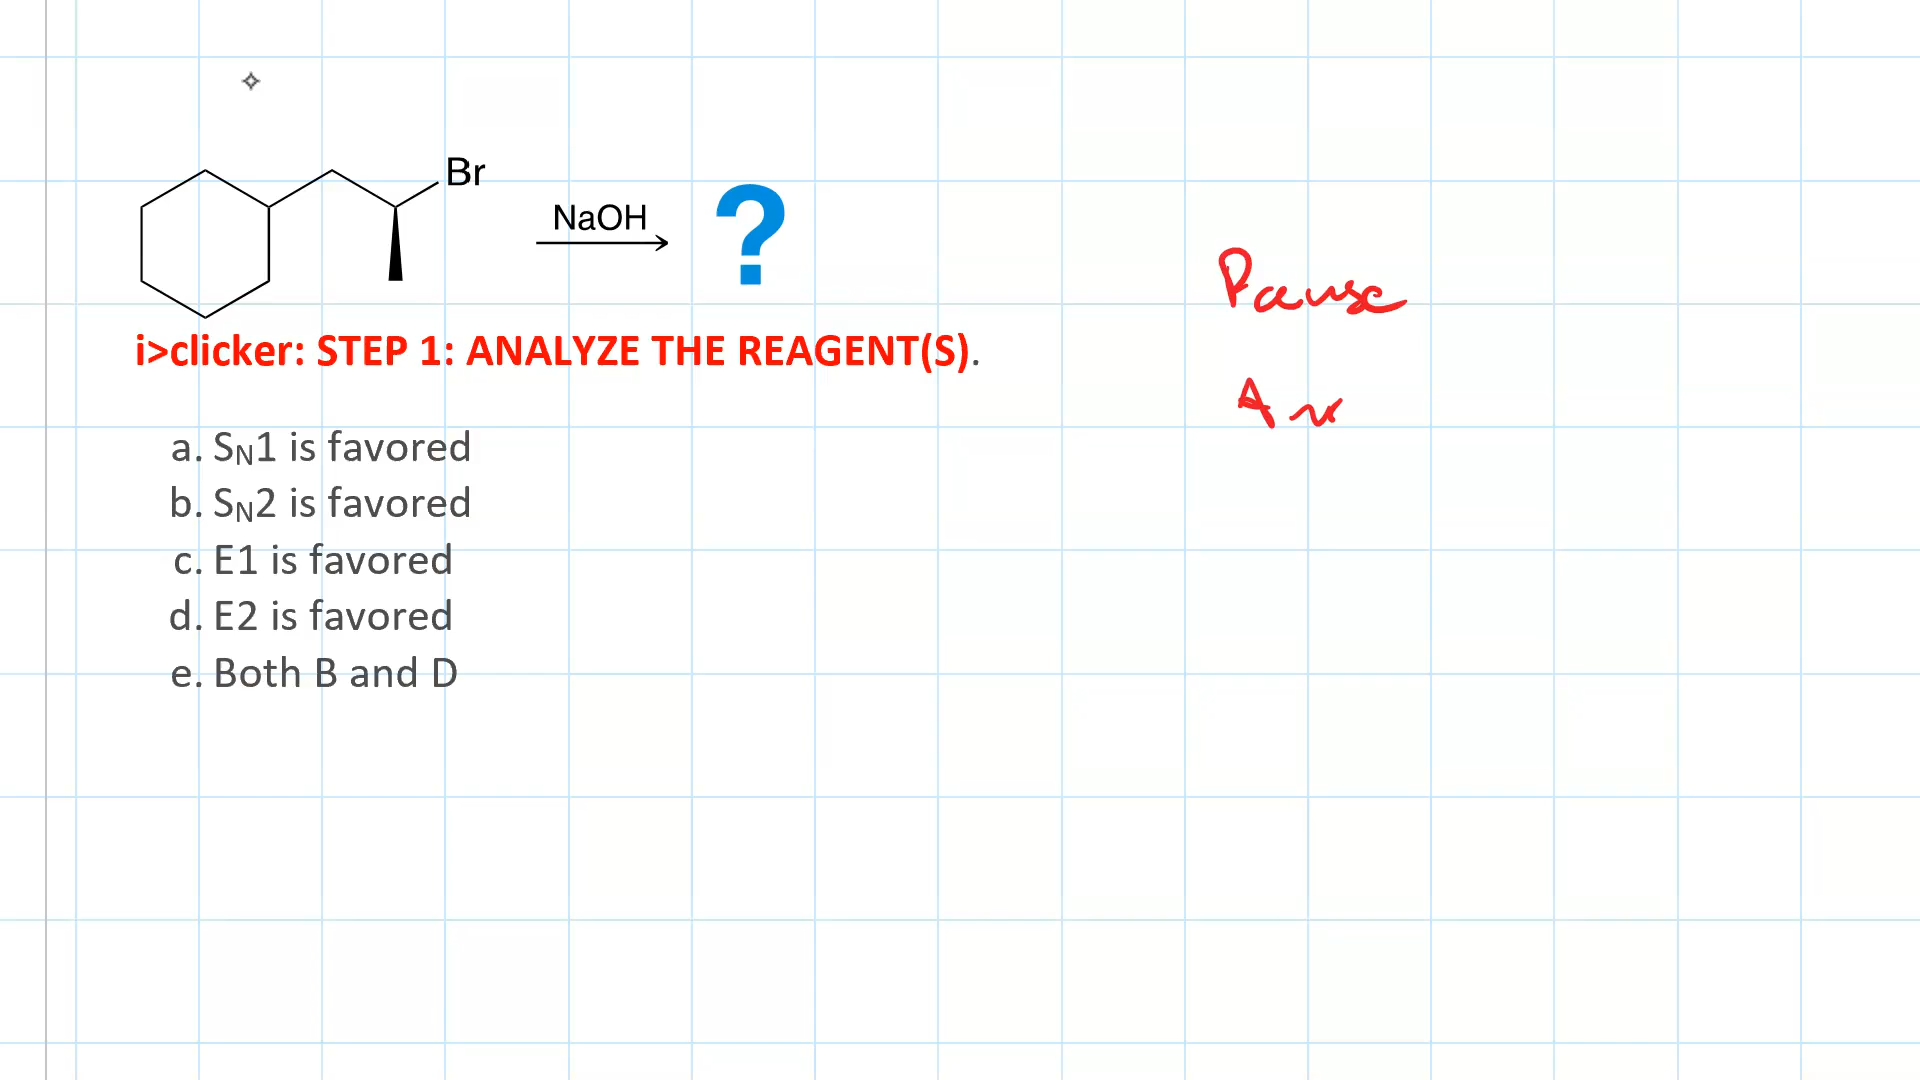 Br
NaOH
?
Pause
i>clicker: STEP 1: ANALYZE THE REAGENT(S).
a. SN1 is favored
b. SN2 is favored
c. E1 is favored
d. E2 is favored
e. Both B and D